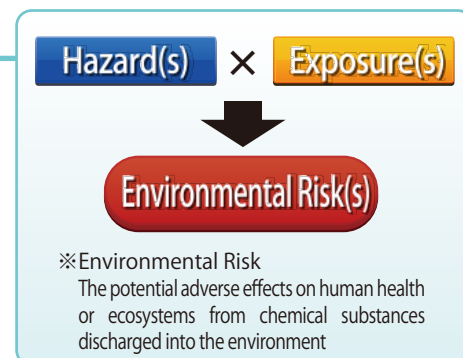 Hazard(s) × Exposure(s)
Environmental Risk(s)
※Environmental Risk
The potential adverse effects on human health
or ecosystems from chemical substances
discharged into the environment